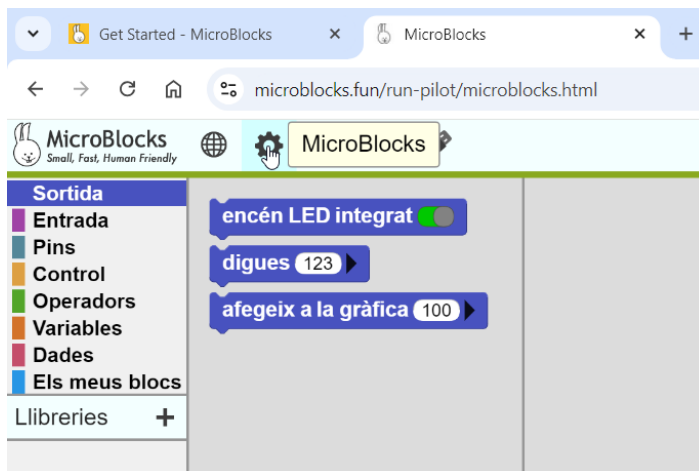 Get Started - MicroBlocks
MicroBlocks
microblocks.fun/run-pilot/microblocks.html
MicroBlocks
Small, Fast, Human Friendly
MicroBlocks
Sortida
Entrada
Pins
Control
Operadors
Variables
Dades
Els meus blocs
Llibreries +
encén LED integrat
digues 123
afegeix a la gràfica 100